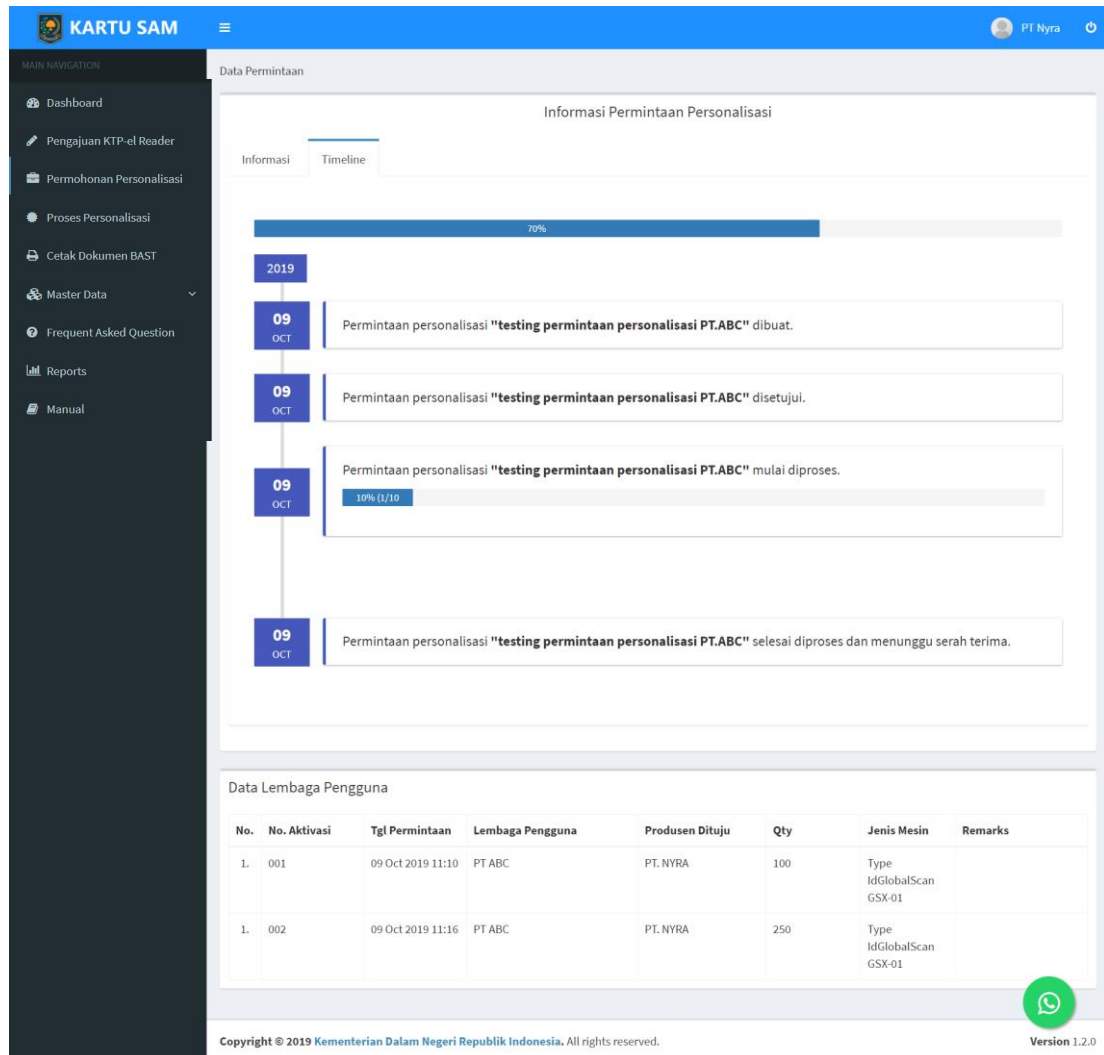 KARTU SAM
PT Nyra
MAIN NAVIGATION
Dashboard
Pengajuan KTP-el Reader
Permohonan Personalisasi
Proses Personalisasi
Cetak Dokumen BAST
Master Data
Frequent Asked Question
Reports
Manual
Data Permintaan
Informasi Permintaan Personalisasi
Informasi Timeline
70%
2019
09 OCT
Permintaan personalisasi "testing permintaan personalisasi PT.ABC" dibuat.
09 OCT
Permintaan personalisasi "testing permintaan personalisasi PT.ABC" disetujui.
09 OCT
Permintaan personalisasi "testing permintaan personalisasi PT.ABC" mulai diproses.
10% (1/10
09 OCT
Permintaan personalisasi "testing permintaan personalisasi PT.ABC" selesai diproses dan menunggu serah terima.
Data Lembaga Pengguna
No. No. Aktivasi Tgl Permintaan Lembaga Pengguna Produsen Dituju Qty Jenis Mesin Remarks
1. 001 09 Oct 2019 11:10 PT ABC PT. NYRA 100 Type
IdGlobalScan
GSX-01
1. 002 09 Oct 2019 11:16 PT ABC PT. NYRA 250 Type
IdGlobalScan
GSX-01
Copyright © 2019 Kementerian Dalam Negeri Republik Indonesia. All rights reserved.
Version 1.2.0